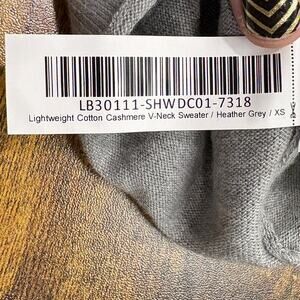 LB30111-SHWDC01-7318
Lightweight Cotton Cashmere V-Neck Sweater / Heather Grey / XS